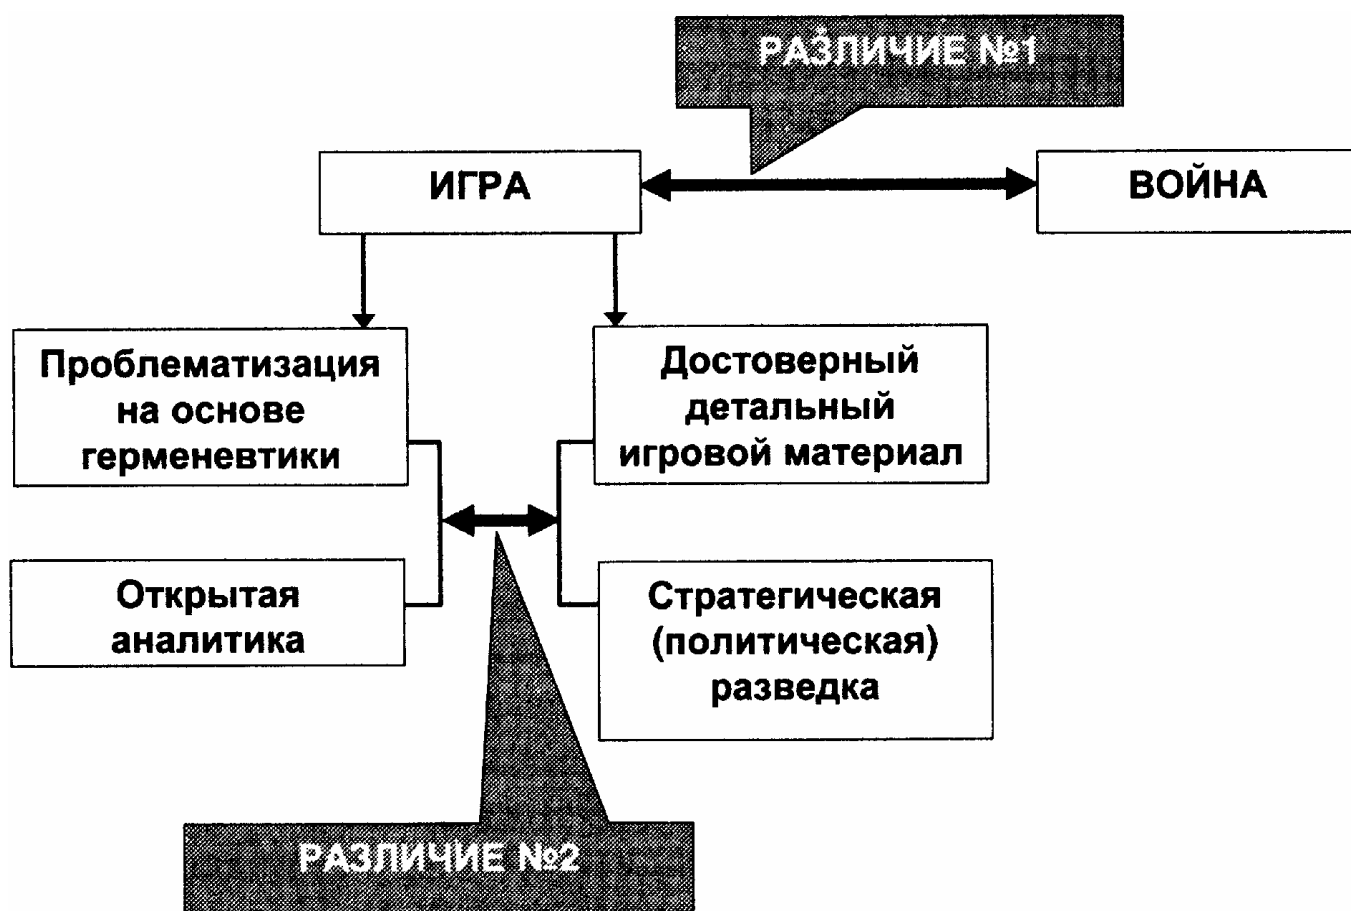 РАЗЛИЧИЕ №1
ИГРА
ВОЙНА
Проблематизация
на основе
герменевтики
Достоверный
детальный
игровой материал
Открытая
аналитика
Стратегическая
(политическая)
разведка
РАЗЛИЧИЕ №2